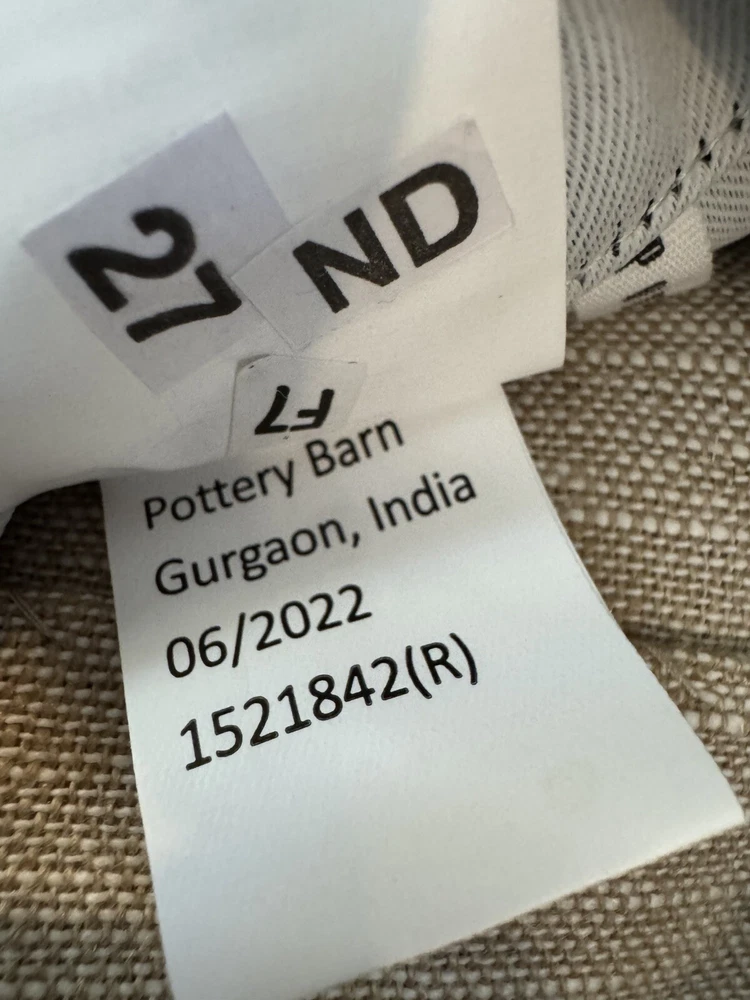 27
ND
F7
Pottery Barn
Gurgaon, India
06/2022
1521842(R)